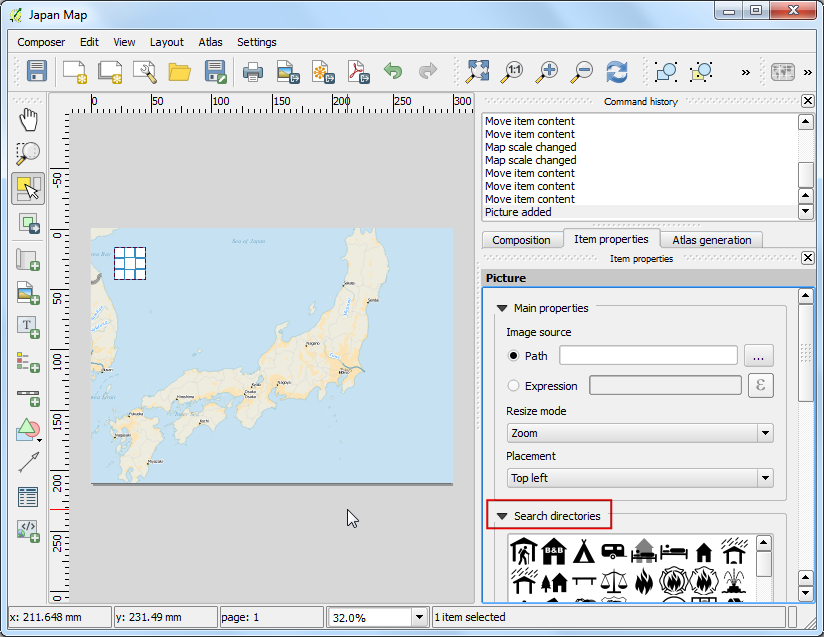 Japan Map
Composer Edit View Layout Atlas Settings
1:1
» »
0 50 100 150 200 250 300
Command history
Move item content
Move item content
Map scale changed
Map scale changed
Move item content
Move item content
Move item content
Picture added
Composition Item properties Atlas generation
Item properties
Picture
Main properties
Image source
Path ...
Expression ε
Resize mode
Zoom
Placement
Top left
Search directories
B&B
-50
0
50
100
150
200
250
300
Sea of Japan
T
</>
x: 211.648 mm y: 231.49 mm page: 1 32.0% 1 item selected